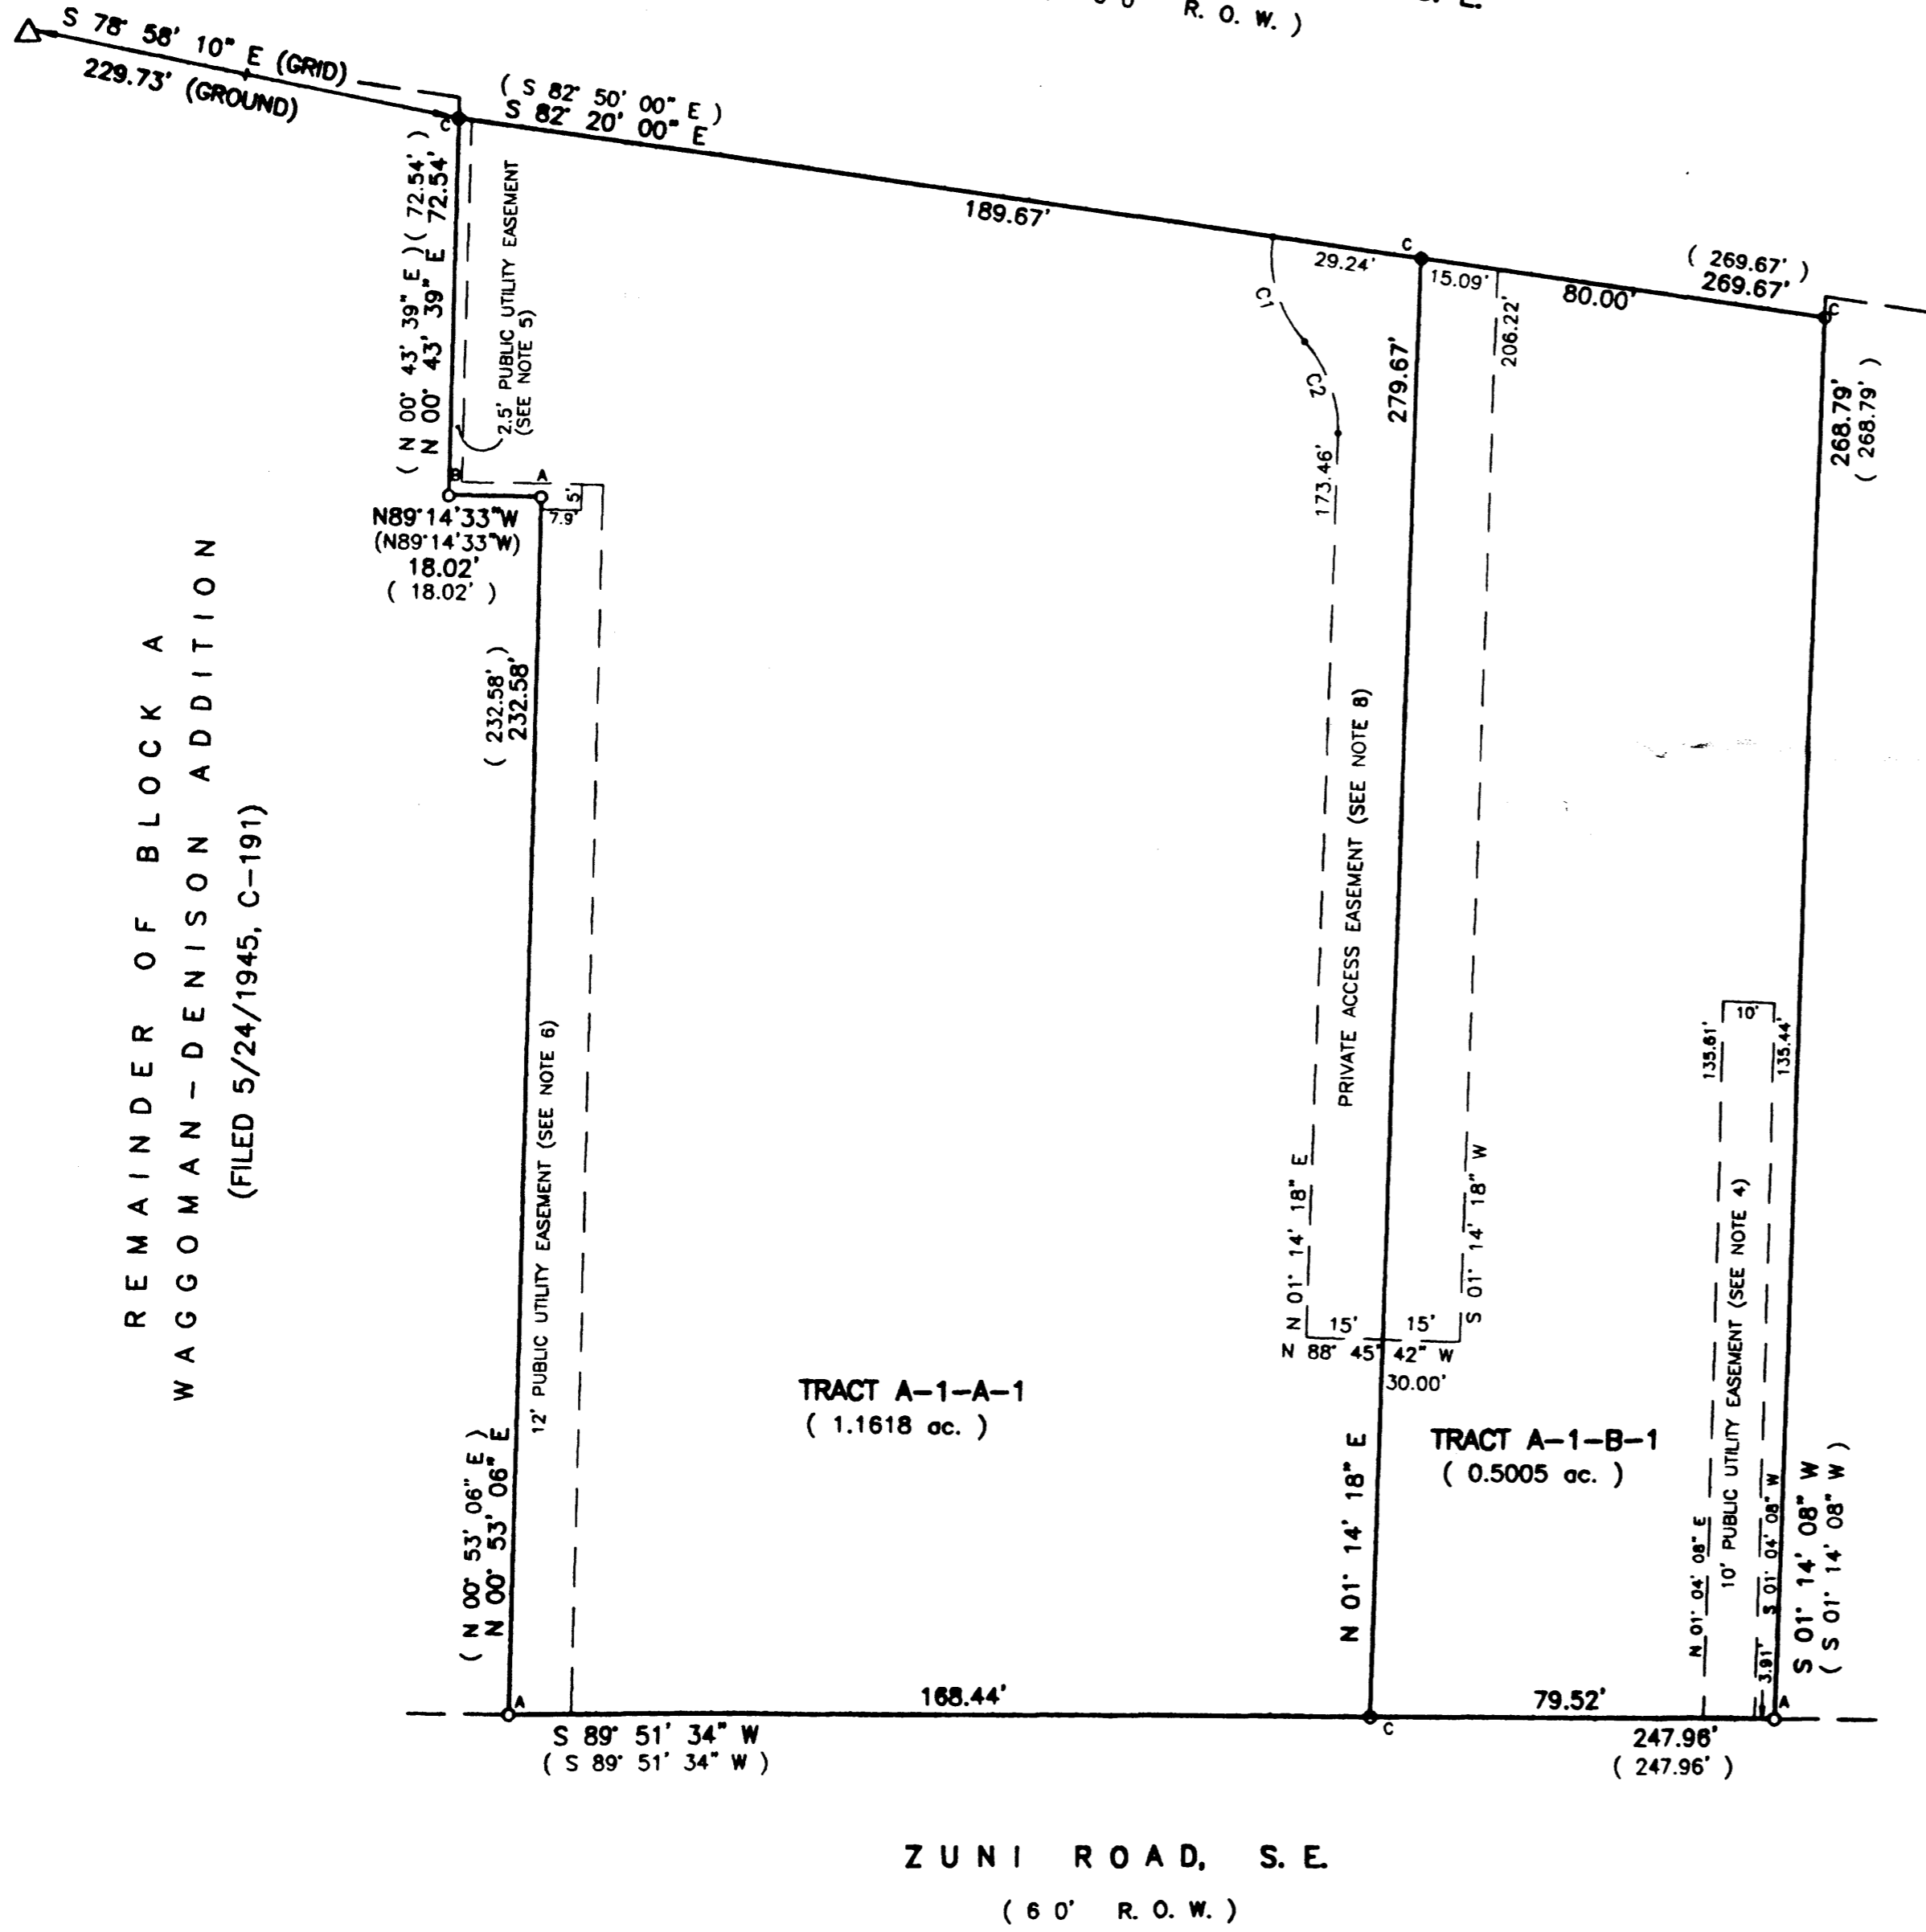 R. O. W. )
S 78° 58' 10" E (GRID)
229.73' (GROUND)
( S 82° 50' 00" E )
S 82° 20' 00" E
C
189.67'
29.24'
C
15.09'
80.00'
( 269.67' )
269.67'
C
( N 00° 43' 39" E ) ( 72.54' )
N 00° 43' 39" E 72.54'
2.5' PUBLIC UTILITY EASEMENT
(SEE NOTE 5)
C1
C2
279.67'
206.22'
268.79'
( 268.79' )
173.46'
B
A
5'
7.9'
N89°14'33"W
(N89°14'33"W)
18.02'
( 18.02' )
REMAINDER OF BLOCK A
WAGGOMAN-DENISON ADDITION
(FILED 5/24/1945, C-191)
( 232.58' )
232.58'
12' PUBLIC UTILITY EASEMENT (SEE NOTE 6)
( N 00° 53' 06" E )
N 00° 53' 06" E
PRIVATE ACCESS EASEMENT (SEE NOTE 8)
N 01° 14' 18" E
S 01° 14' 18" W
15'
15'
N 88° 45' 42" W
30.00'
N 01° 14' 18" E
TRACT A-1-A-1
( 1.1618 ac. )
TRACT A-1-B-1
( 0.5005 ac. )
10'
135.61'
135.44'
10' PUBLIC UTILITY EASEMENT (SEE NOTE 4)
N 01° 04' 08" E
S 01° 04' 08" W
3.91'
S 01° 14' 08" W
( S 01° 14' 08" W )
A
168.44'
C
79.52'
A
S 89° 51' 34" W
( S 89° 51' 34" W )
247.96'
( 247.96' )
ZUNI ROAD, S.E.
( 60' R. O. W. )